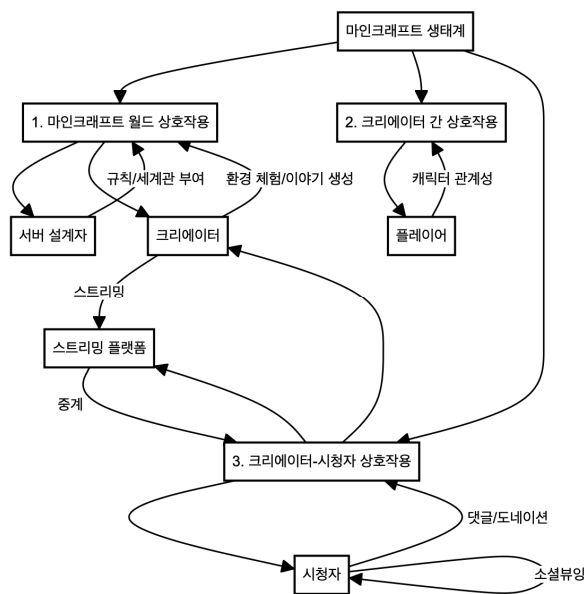 마인크래프트 생태계
1. 마인크래프트 월드 상호작용
2. 크리에이터 간 상호작용
규칙/세계관 부여
환경 체험/이야기 생성
캐릭터 관계성
서버 설계자
크리에이터
플레이어
스트리밍
스트리밍 플랫폼
중계
3. 크리에이터-시청자 상호작용
댓글/도네이션
시청자
소셜뷰잉